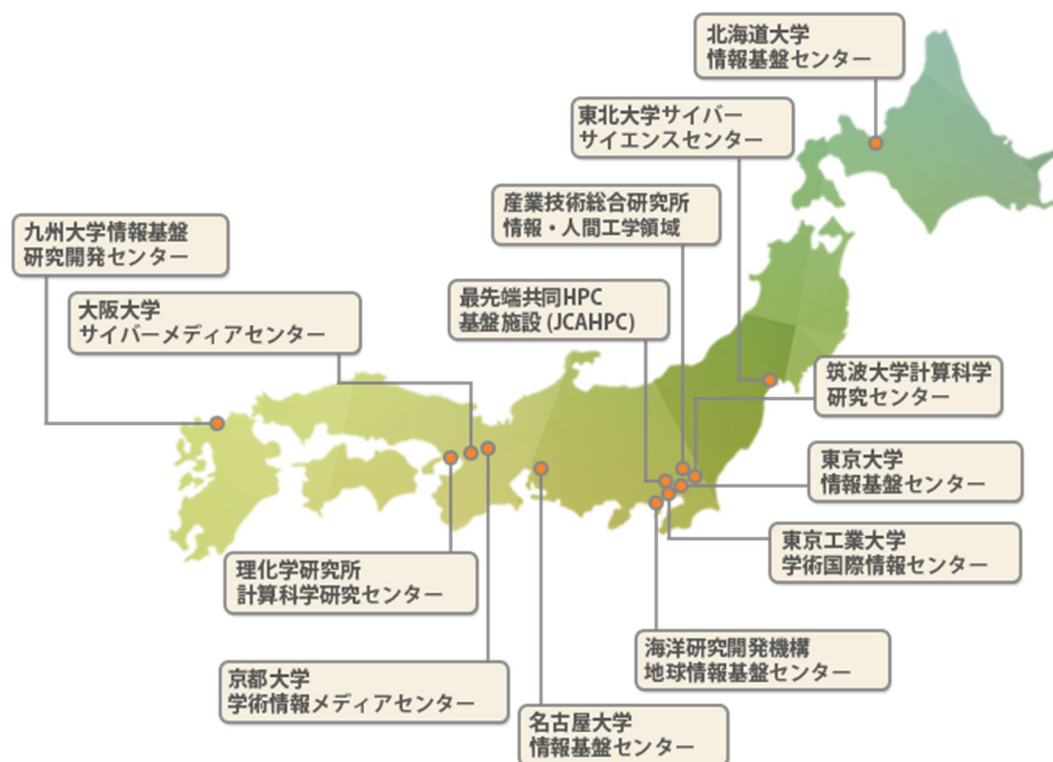 北海道大学
情報基盤センター
東北大学サイバー
サイエンスセンター
産業技術総合研究所
情報・人間工学領域
九州大学情報基盤
研究開発センター
最先端共同HPC
基盤施設 (JCAHPC)
大阪大学
サイバーメディアセンター
筑波大学計算科学
研究センター
東京大学
情報基盤センター
東京工業大学
学術国際情報センター
理化学研究所
計算科学研究センター
海洋研究開発機構
地球情報基盤センター
京都大学
学術情報メディアセンター
名古屋大学
情報基盤センター